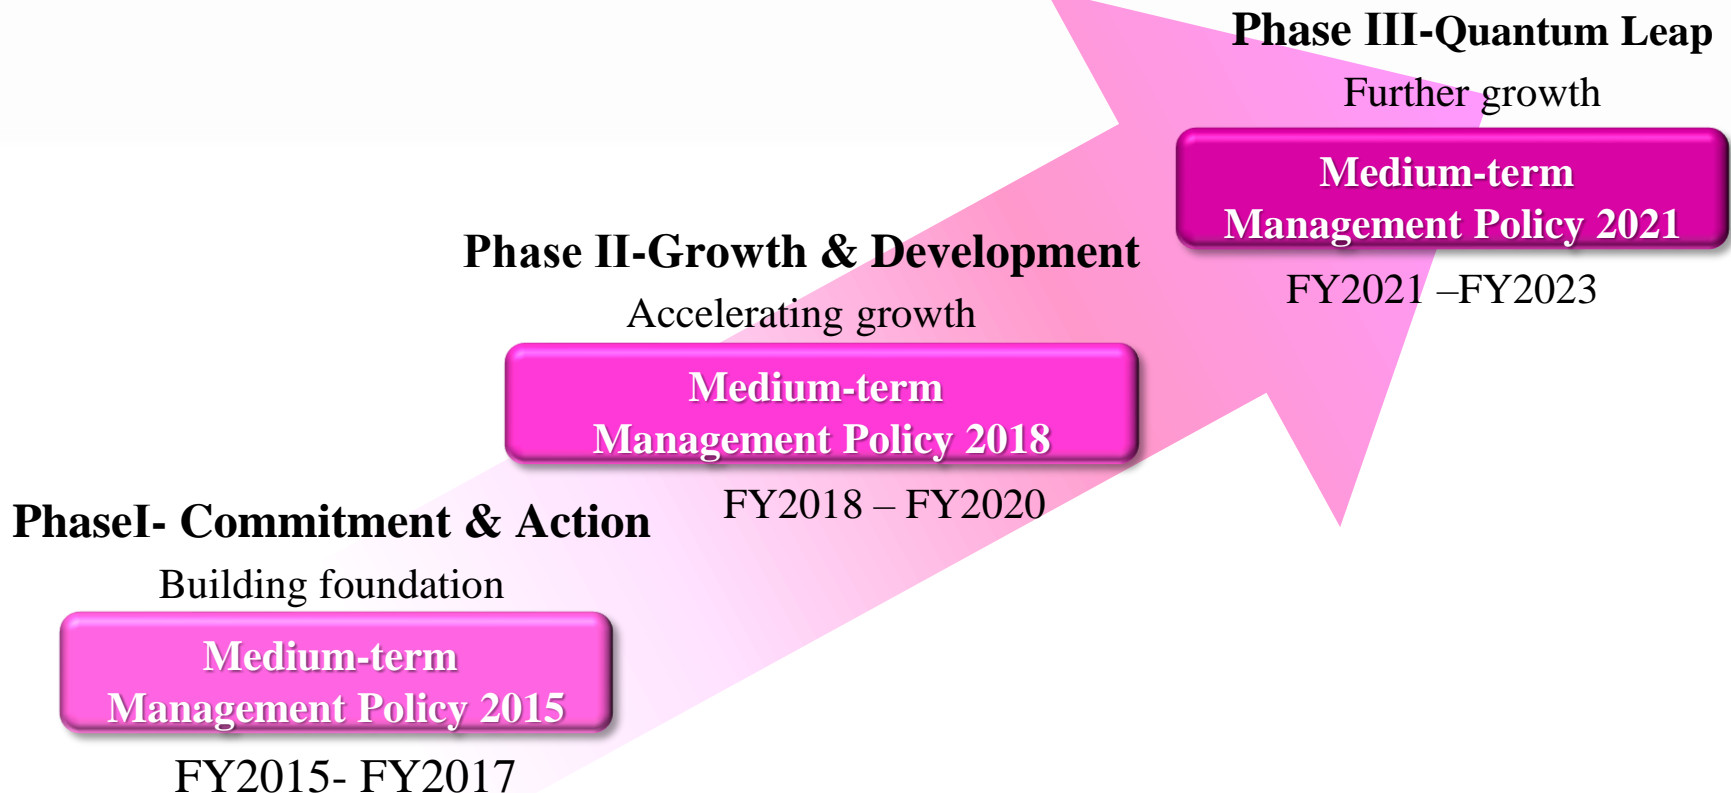 Phase III-Quantum Leap
Further growth
Medium-term
Management Policy 2021
FY2021 –FY2023
Phase II-Growth & Development
Accelerating growth
Medium-term
Management Policy 2018
FY2018 – FY2020
PhaseI- Commitment & Action
Building foundation
Medium-term
Management Policy 2015
FY2015- FY2017